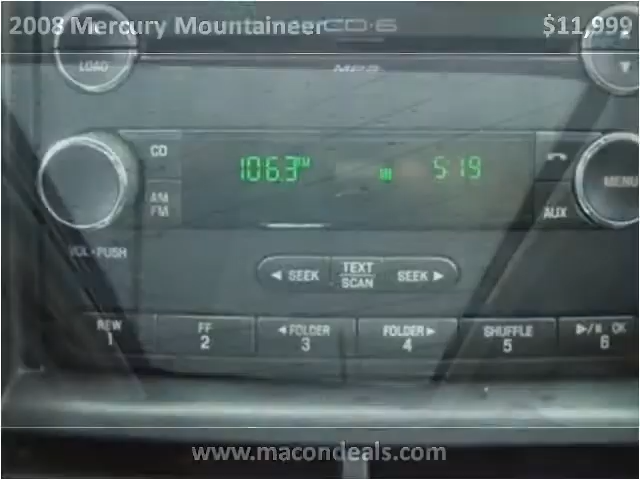 2008 Mercury Mountaineer $11,999
CD·6
LOAD
MP3
CD
106.3 FM 5:19
AM
FM
MENU
AUX
VOL·PUSH
◄ SEEK TEXT SCAN SEEK ►
REW FF ◄FOLDER FOLDER► SHUFFLE ►/II OK
1 2 3 4 5 6
www.macondeals.com